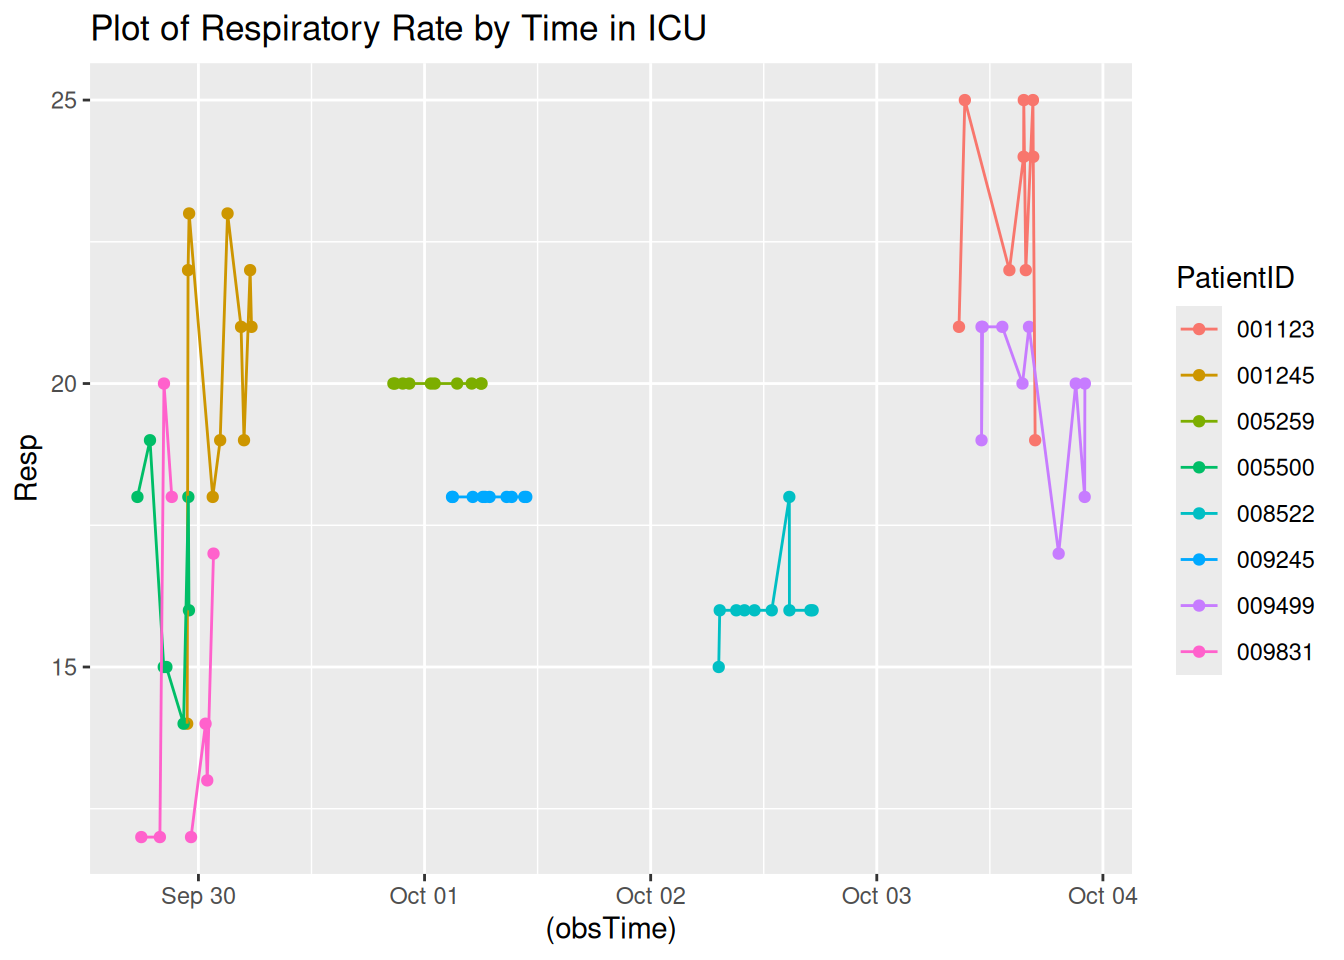 Plot of Respiratory Rate by Time in ICU
25
20
15
Resp
Sep 30
Oct 01
Oct 02
Oct 03
Oct 04
(obsTime)
PatientID
001123
001245
005259
005500
008522
009245
009499
009831